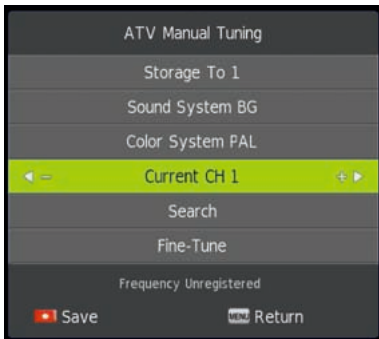 ATV Manual Tuning
Storage To 1
Sound System BG
Color System PAL
Current CH 1
Search
Fine-Tune
Frequency Unregistered
Save MENU Return